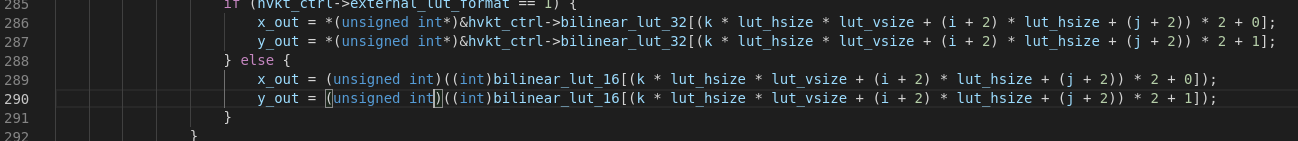 285 if (hvkt_ctrl->external_lut_format == 1) {
286 x_out = *(unsigned int*)&hvkt_ctrl->bilinear_lut_32[(k * lut_hsize * lut_vsize + (i + 2) * lut_hsize + (j + 2)) * 2 + 0];
287 y_out = *(unsigned int*)&hvkt_ctrl->bilinear_lut_32[(k * lut_hsize * lut_vsize + (i + 2) * lut_hsize + (j + 2)) * 2 + 1];
288 } else {
289 x_out = (unsigned int)((int)bilinear_lut_16[(k * lut_hsize * lut_vsize + (i + 2) * lut_hsize + (j + 2)) * 2 + 0]);
290 y_out = (unsigned int)((int)bilinear_lut_16[(k * lut_hsize * lut_vsize + (i + 2) * lut_hsize + (j + 2)) * 2 + 1]);
291 }
292 }